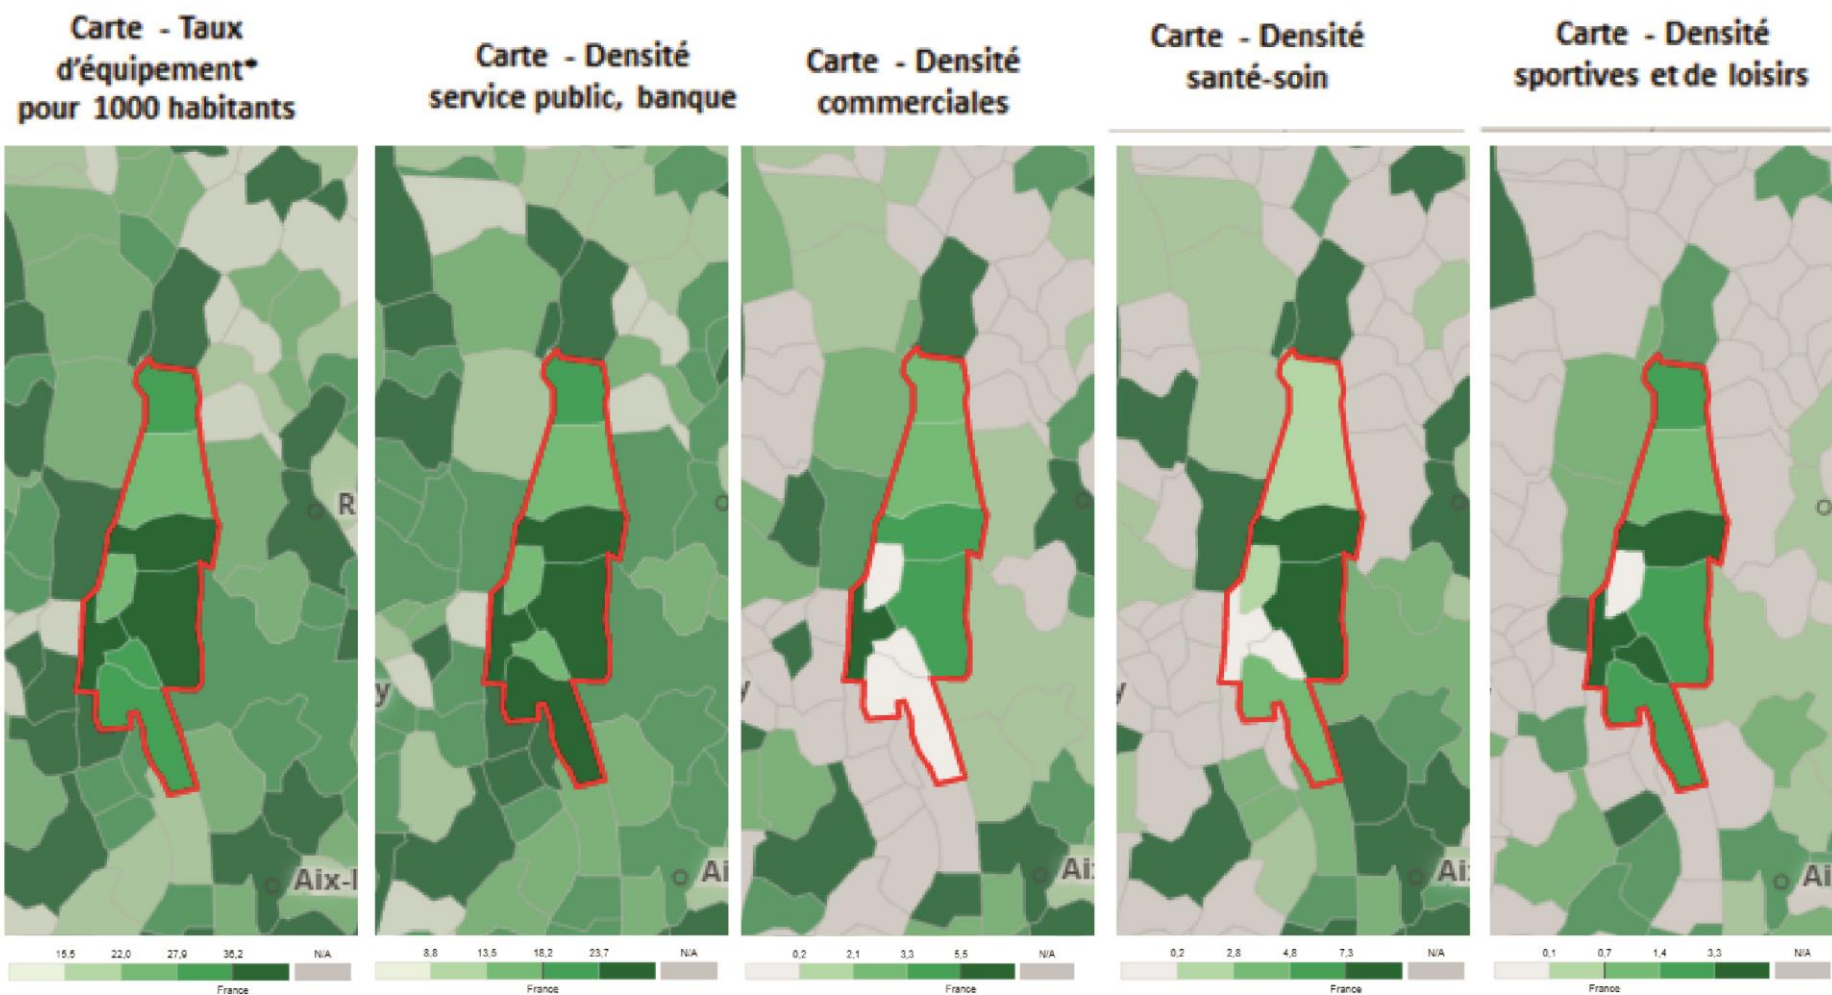 Carte - Taux
d'équipement*
pour 1000 habitants
Carte - Densité
service public, banque
Carte - Densité
commerciales
Carte - Densité
santé-soin
Carte - Densité
sportives et de loisirs
R
y
y
y
Aix-l
Ai
Ai
Ai
Ai
15,5 22,0 27,9 36,2 N/A
France
8,8 13,5 18,2 23,7 N/A
France
0,2 2,1 3,3 5,5 N/A
France
0,2 2,8 4,8 7,3 N/A
France
0,1 0,7 1,4 3,3 N/A
France